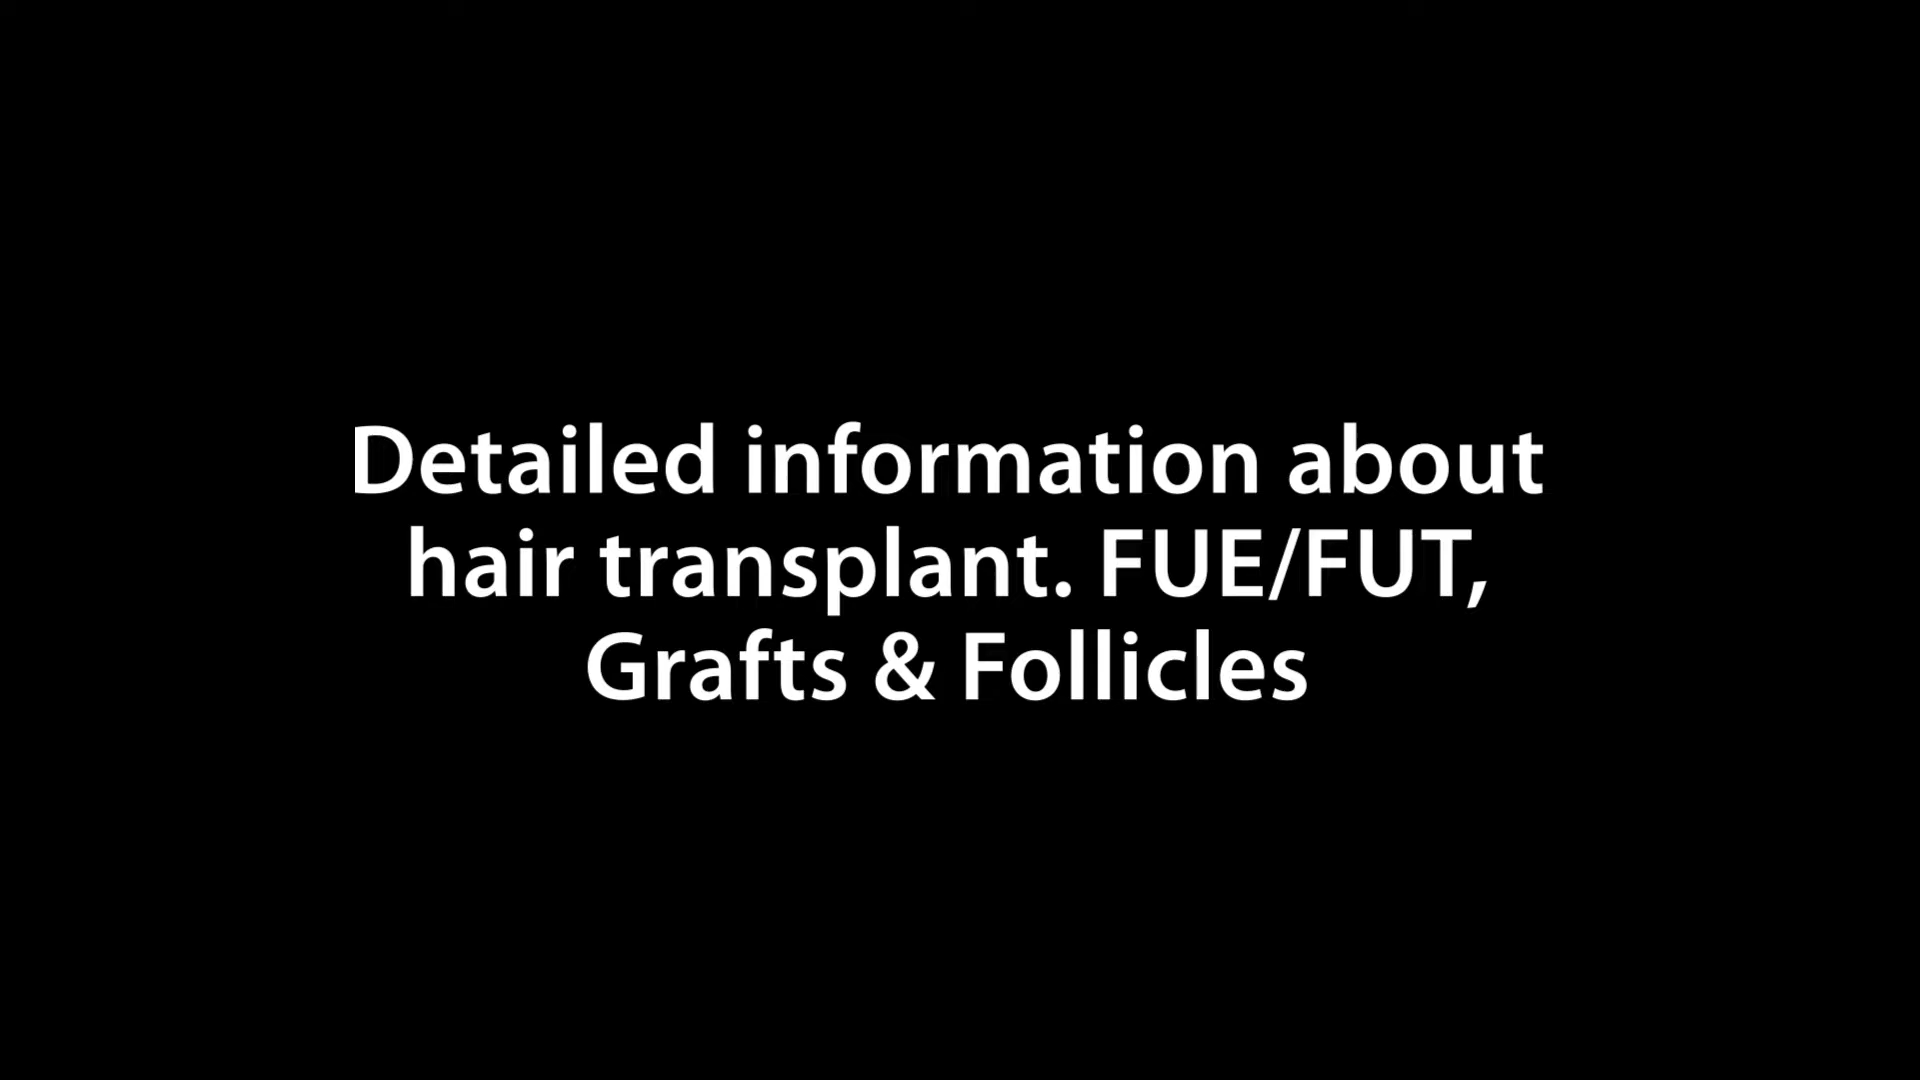 Detailed information about
hair transplant. FUE/FUT,
Grafts & Follicles